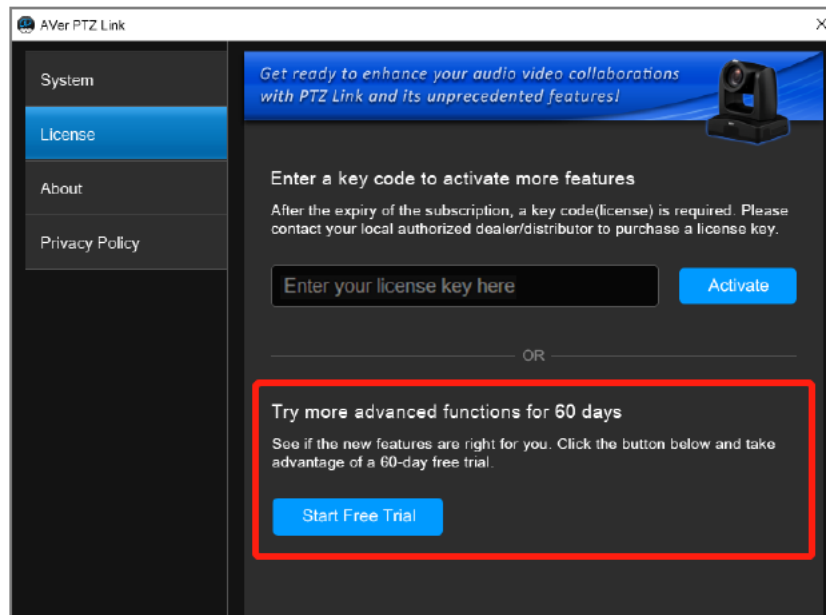 AVer PTZ Link
System
License
About
Privacy Policy
Get ready to enhance your audio video collaborations
with PTZ Link and its unprecedented features!
Enter a key code to activate more features
After the expiry of the subscription, a key code(license) is required. Please
contact your local authorized dealer/distributor to purchase a license key.
Enter your license key here
Activate
OR
Try more advanced functions for 60 days
See if the new features are right for you. Click the button below and take
advantage of a 60-day free trial.
Start Free Trial